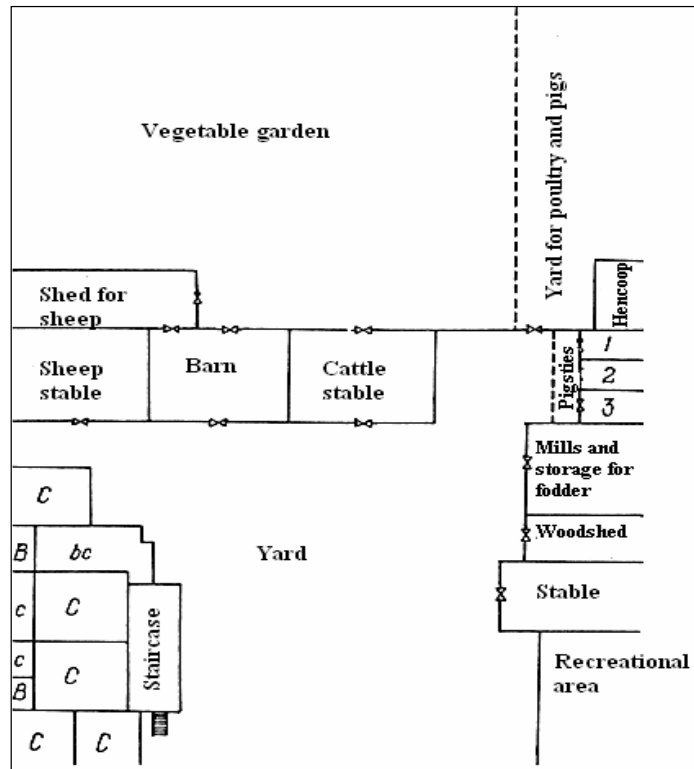 Vegetable garden
Yard for poultry and pigs
Hencoop
Shed for
sheep
Sheep
stable
Barn
Cattle
stable
Pigsties
1
2
3
Mills and
storage for
fodder
Woodshed
Stable
Recreational
area
Yard
C
B
bc
c
C
c
C
B
Staircase
C
C